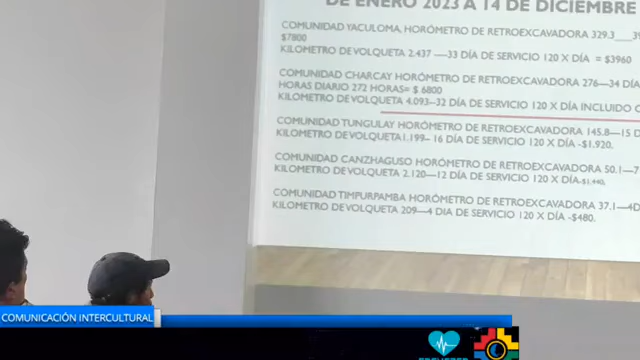 DE ENERO 2023 A 14 DE DICIEMBRE
COMUNIDAD YACULOMA, HORÓMETRO DE RETROEXCAVADORA 329.3___39
$7800
KILOMETRO DE VOLQUETA 2.437 ----33 DÍA DE SERVICIO 120 X DÍA = $3960
COMUNIDAD CHARCAY HORÓMETRO DE RETROEXCAVADORA 276—34 DÍA
HORAS DIARIO 272 HORAS= $ 6800
KILOMETRO DE VOLQUETA 4.093--32 DÍA DE SERVICIO 120 X DÍA INCLUIDO
COMUNIDAD TUNGULAY HORÓMETRO DE RETROEXCAVADORA 145.8—15 D
KILOMETRO DE VOLQUETA1.199- 16 DÍA DE SERVICIO 120 X DÍA -$1.920.
COMUNIDAD CANZHAGUSO HORÓMETRO DE RETROEXCAVADORA 50.1—7
KILOMETRO DE VOLQUETA 2.120—12 DÍA DE SERVICIO 120 X DÍA-$1.440.
COMUNIDAD TIMPURPAMBA HORÓMETRO DE RETROEXCAVADORA 37.1—4D
KILOMETRO DE VOLQUETA 209—4 DIA DE SERVICIO 120 X DÍA -$480.
COMUNICACIÓN INTERCULTURAL